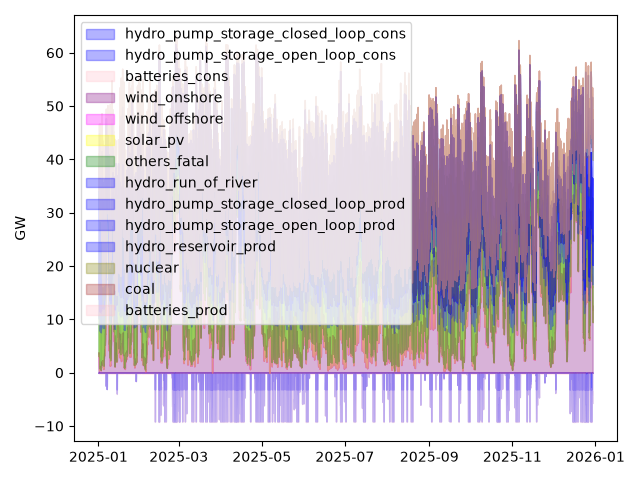 hydro_pump_storage_closed_loop_cons
hydro_pump_storage_open_loop_cons
batteries_cons
wind_onshore
wind_offshore
solar_pv
others_fatal
hydro_run_of_river
hydro_pump_storage_closed_loop_prod
hydro_pump_storage_open_loop_prod
hydro_reservoir_prod
nuclear
coal
batteries_prod
GW
60
50
40
30
20
10
0
−10
2025-01
2025-03
2025-05
2025-07
2025-09
2025-11
2026-01